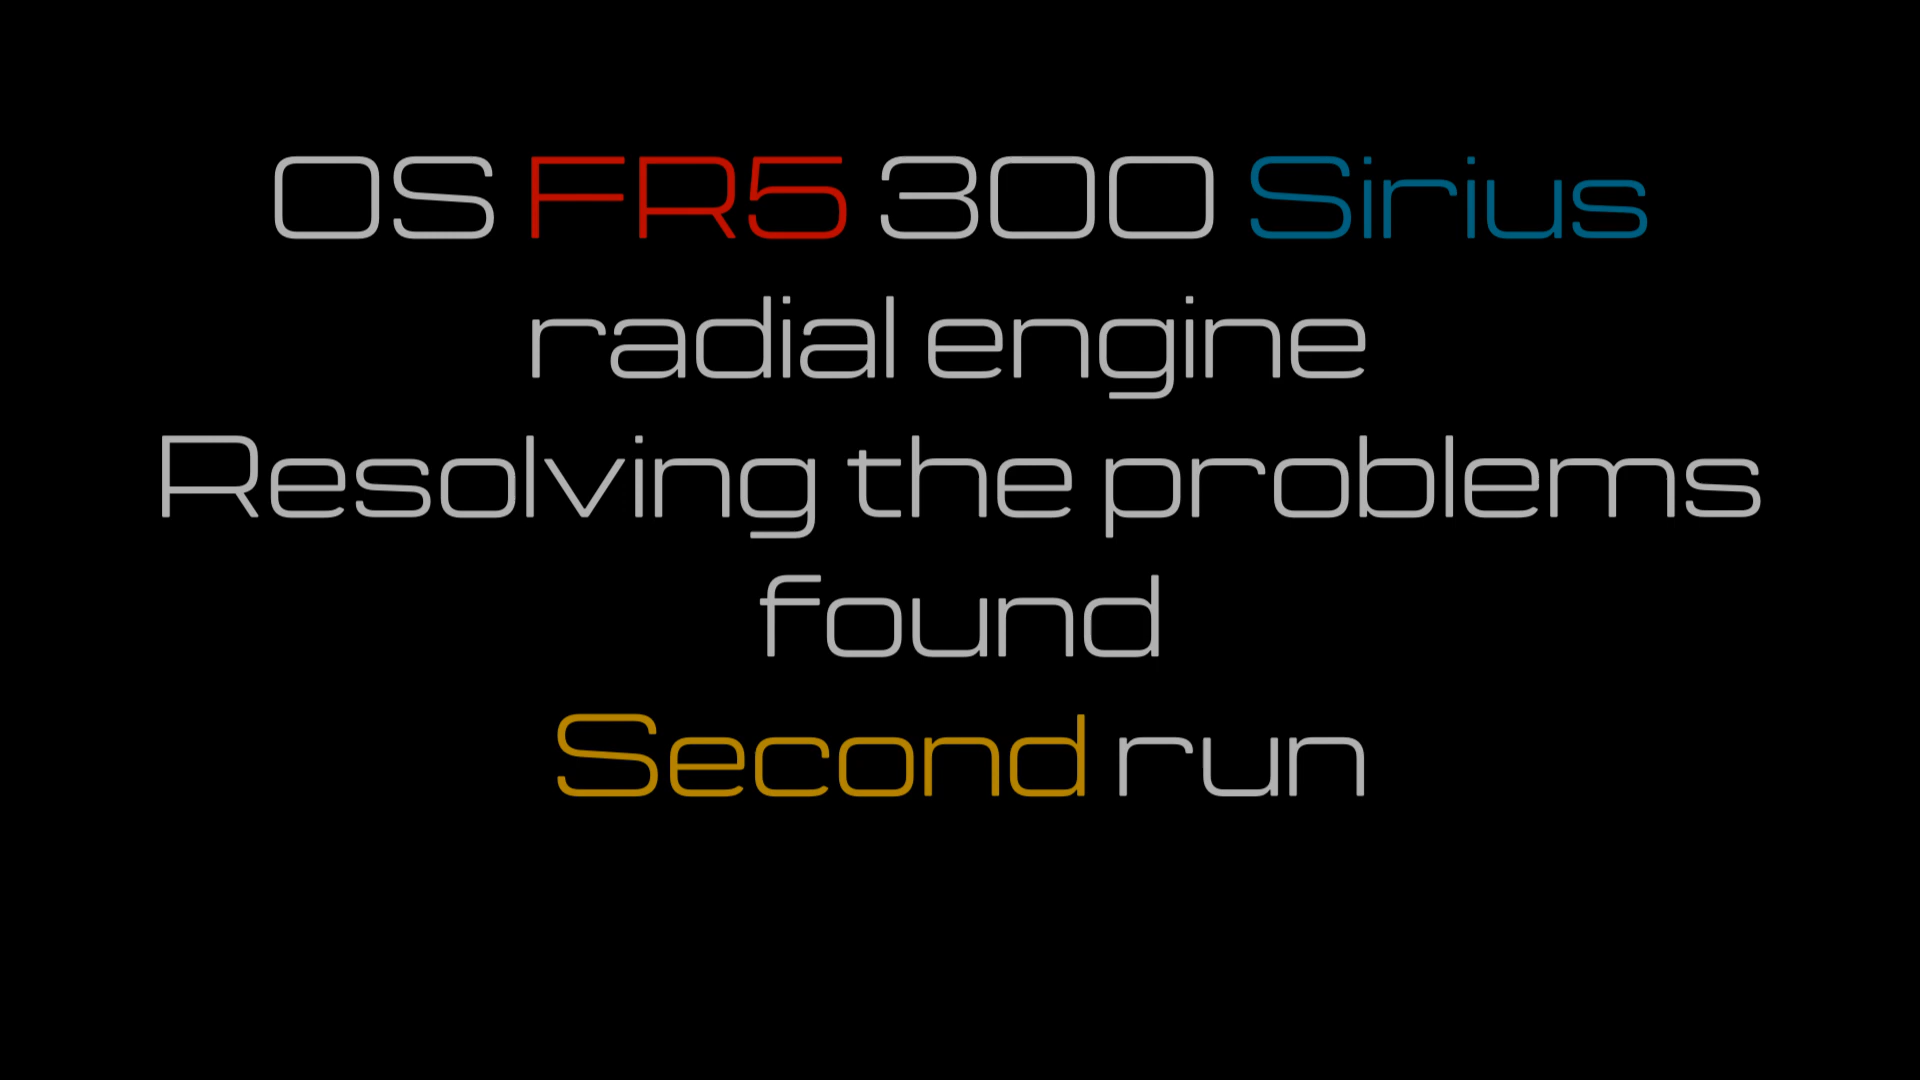 OS FR5 300 Sirius
radial engine
Resolving the problems
found
Second run